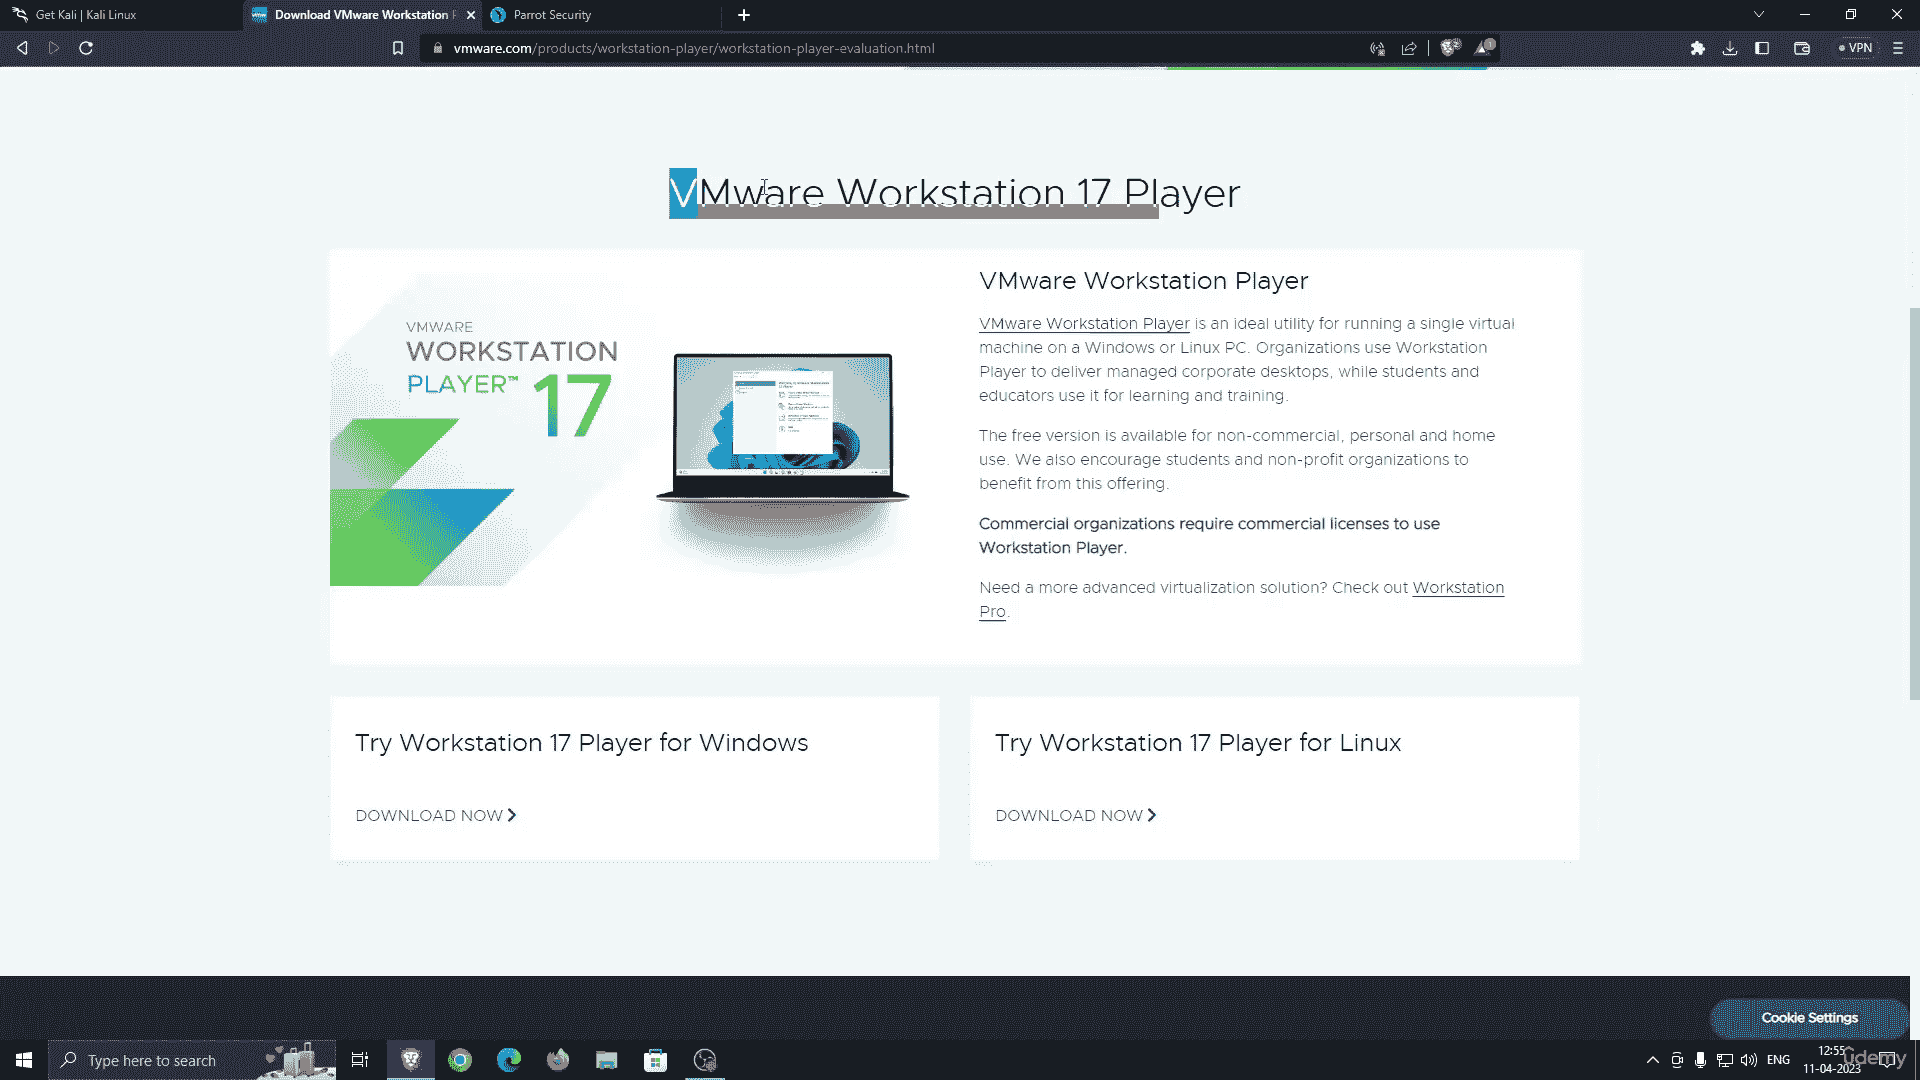 Get Kali | Kali Linux
Download VMware Workstation P
Parrot Security
vmware.com/products/workstation-player/workstation-player-evaluation.html
VPN
VMware Workstation 17 Player
VMWARE
WORKSTATION
PLAYER™ 17
VMware Workstation Player
VMware Workstation Player is an ideal utility for running a single virtual
machine on a Windows or Linux PC. Organizations use Workstation
Player to deliver managed corporate desktops, while students and
educators use it for learning and training.
The free version is available for non-commercial, personal and home
use. We also encourage students and non-profit organizations to
benefit from this offering.
Commercial organizations require commercial licenses to use
Workstation Player.
Need a more advanced virtualization solution? Check out Workstation
Pro.
Try Workstation 17 Player for Windows
DOWNLOAD NOW
Try Workstation 17 Player for Linux
DOWNLOAD NOW
Cookie Settings
Type here to search
ENG
12:55
11-04-2023
ûdemy